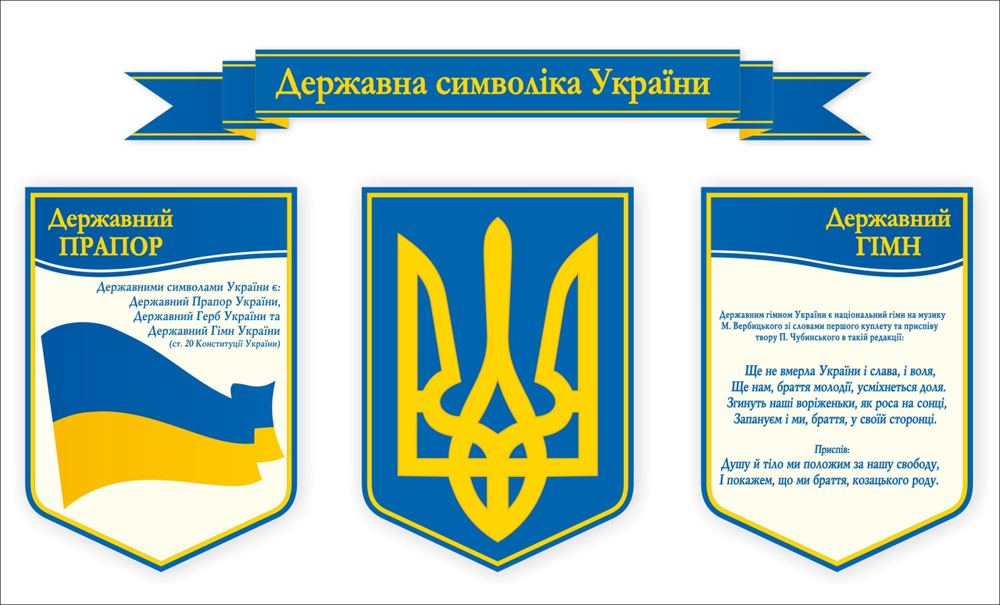 Державна символіка України
Державний
ПРАПОР
Державними символами України є:
Державний Прапор України,
Державний Герб України та
Державний Гімн України
(ст. 20 Конституції України)
Державний
ГІМН
Державним гімном України є національний гімн на музику
М. Вербицького зі словами першого куплету та приспіву
твору П. Чубинського в такій редакції:
Ще не вмерла України і слава, і воля,
Ще нам, браття молодії, усміхнеться доля.
Згинуть наші воріженьки, як роса на сонці,
Запануєм і ми, браття, у своїй сторонці.
Приспів:
Душу й тіло ми положим за нашу свободу,
І покажем, що ми браття, козацького роду.